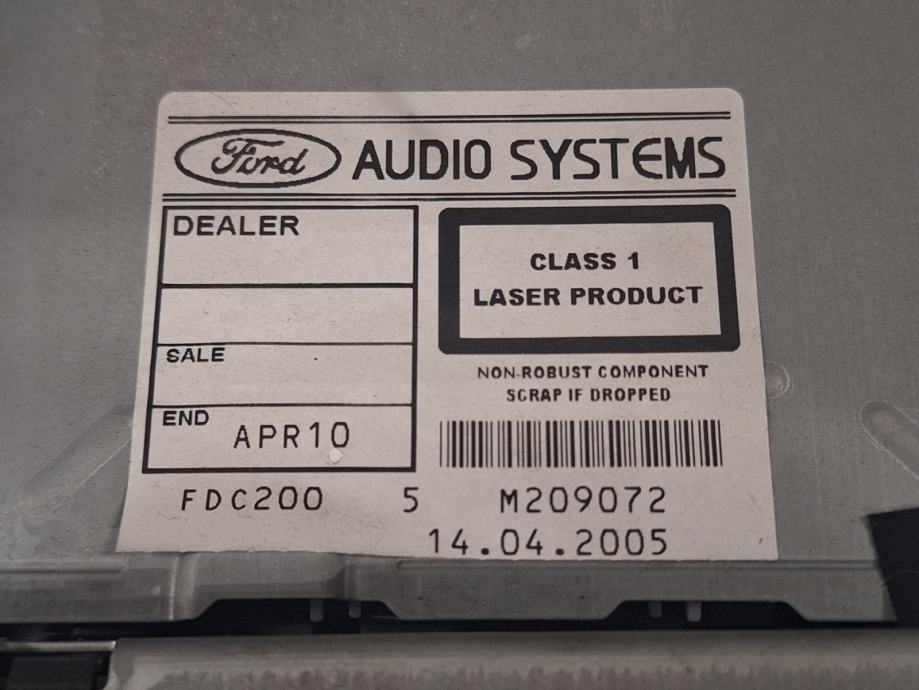 Ford AUDIO SYSTEMS
DEALER
SALE
END APR10
CLASS 1
LASER PRODUCT
NON-ROBUST COMPONENT
SCRAP IF DROPPED
FDC200 5 M209072
14.04.2005